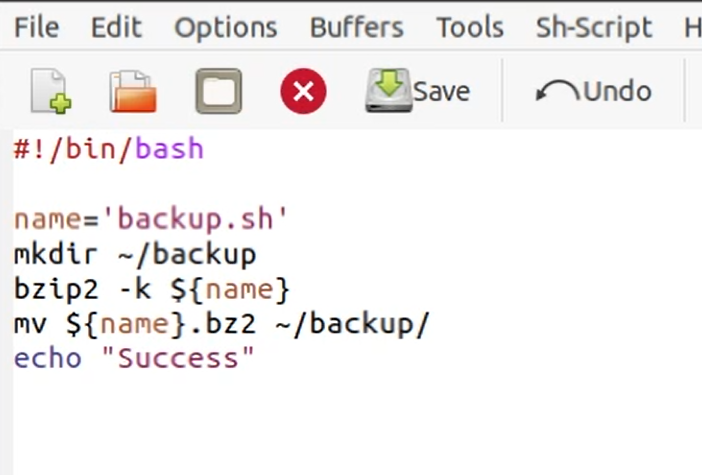 File Edit Options Buffers Tools Sh-Script H
Save Undo
#!/bin/bash
name='backup.sh'
mkdir ~/backup
bzip2 -k ${name}
mv ${name}.bz2 ~/backup/
echo "Success"